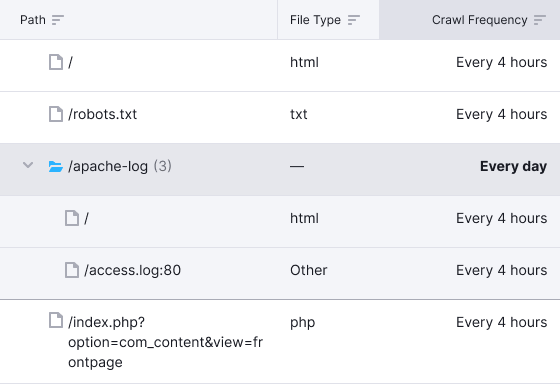 Path File Type Crawl Frequency
/ html Every 4 hours
/robots.txt txt Every 4 hours
/apache-log (3) — Every day
/ html Every 4 hours
/access.log:80 Other Every 4 hours
/index.php? php Every 4 hours
option=com_content&view=fr
ontpage